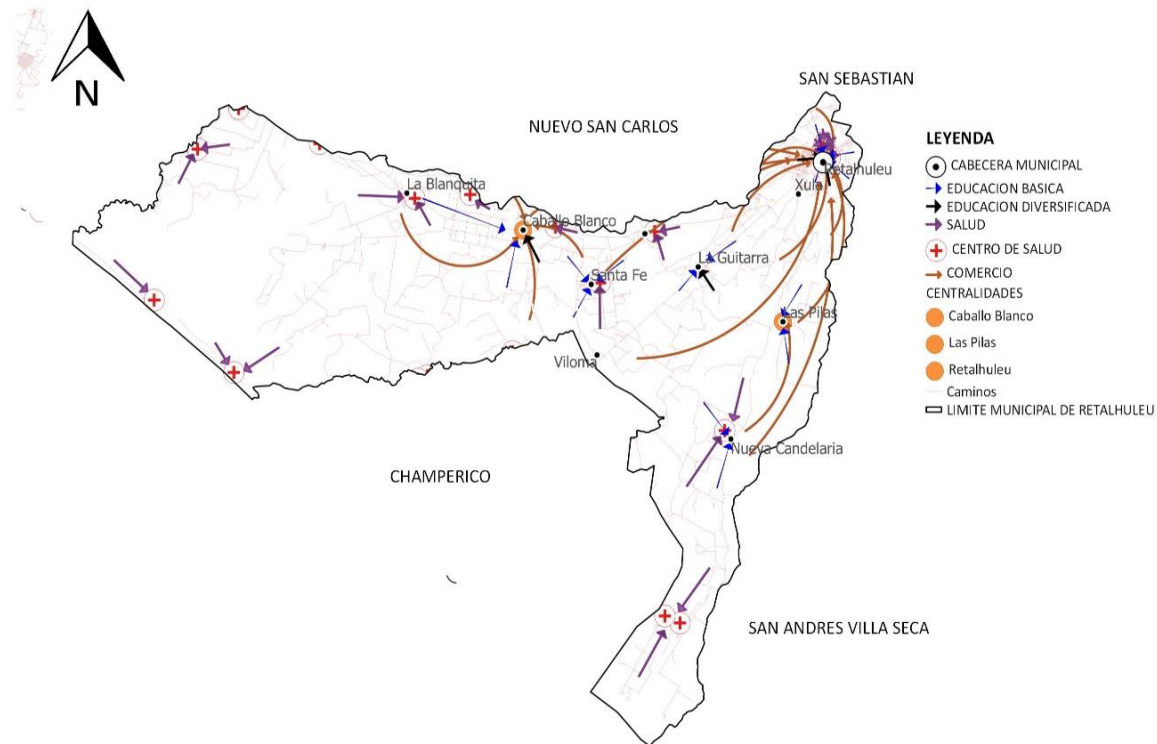 N
SAN SEBASTIAN
NUEVO SAN CARLOS
Retalhuleu
Xula
La Blanquita
Caballo Blanco
La Guitarra
Santa Fe
Las Pilas
Viloma
Nueva Candelaria
CHAMPERICO
SAN ANDRES VILLA SECA
LEYENDA
CABECERA MUNICIPAL
EDUCACION BASICA
EDUCACION DIVERSIFICADA
SALUD
CENTRO DE SALUD
COMERCIO
CENTRALIDADES
Caballo Blanco
Las Pilas
Retalhuleu
Caminos
LIMITE MUNICIPAL DE RETALHULEU